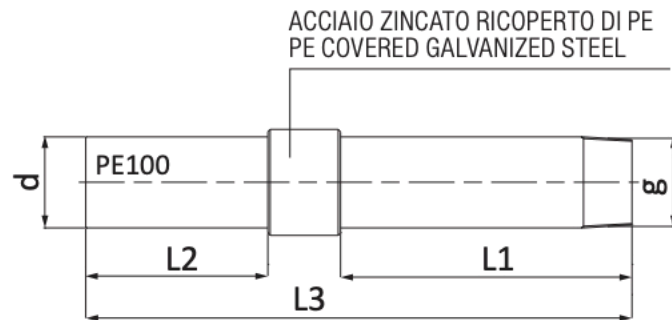 ACCIAIO ZINCATO RICOPERTO DI PE
PE COVERED GALVANIZED STEEL
PE100
d
g
L2
L1
L3